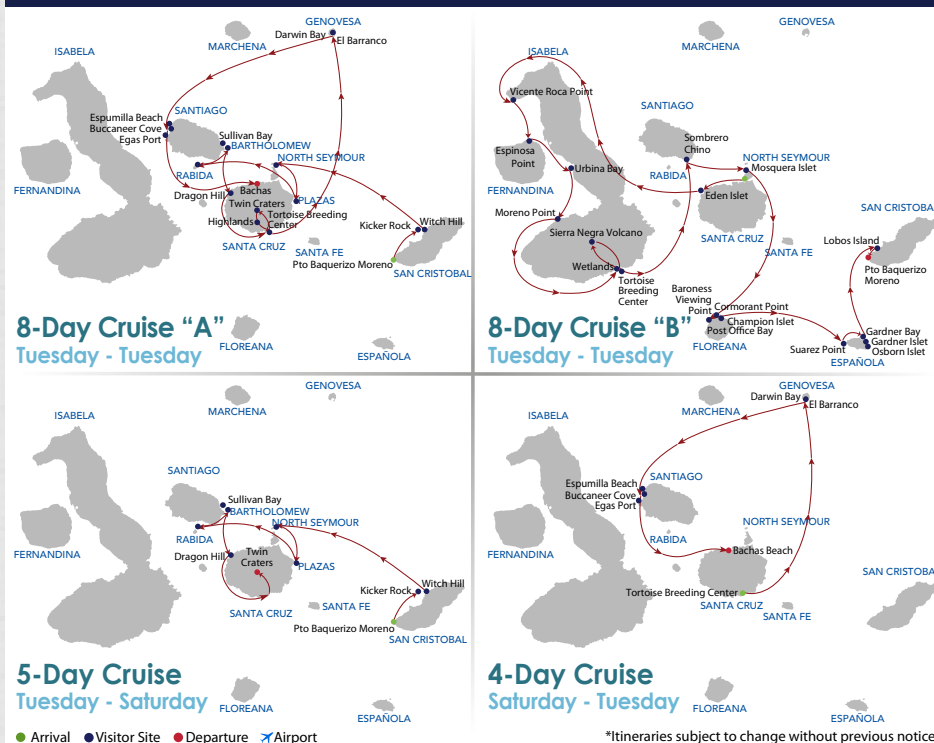 GENOVESA
Darwin Bay
El Barranco
MARCHENA
ISABELA
SANTIAGO
Espumilla Beach
Buccaneer Cove
Egas Port
Sullivan Bay
BARTHOLOMEW
NORTH SEYMOUR
RABIDA
FERNANDINA
Dragon Hill
Bachas
Twin Craters
PLAZAS
Highlands
Tortoise Breeding
Center
SANTA CRUZ
SANTA FE
Kicker Rock
Witch Hill
Pto Baquerizo Moreno
SAN CRISTOBAL
8-Day Cruise “A”
Tuesday - Tuesday
FLOREANA
ESPAÑOLA
GENOVESA
MARCHENA
ISABELA
Vicente Roca Point
SANTIAGO
Sombrero
Chino
Espinosa
Point
NORTH SEYMOUR
Mosquera Islet
Urbina Bay
RABIDA
FERNANDINA
Eden Islet
Moreno Point
SAN CRISTOBA
Sierra Negra Volcano
SANTA CRUZ
Lobos Island
SANTA FE
Wetlands
Pto Baquerizo
Moreno
Tortoise
Breeding
Center
Baroness
Viewing
Point
Cormorant Point
Champion Islet
Post Office Bay
FLOREANA
Gardner Bay
Gardner Islet
Osborn Islet
Suarez Point
ESPAÑOLA
8-Day Cruise “B”
Tuesday - Tuesday
GENOVESA
MARCHENA
ISABELA
SANTIAGO
Sullivan Bay
BARTHOLOMEW
NORTH SEYMOUR
RABIDA
FERNANDINA
Dragon Hill
Twin
Craters
PLAZAS
Kicker Rock
Witch Hill
SANTA CRUZ
SANTA FE
Pto Baquerizo Moreno
SAN CRISTOBAL
5-Day Cruise
Tuesday - Saturday
FLOREANA
ESPAÑOLA
GENOVESA
Darwin Bay
El Barranco
MARCHENA
ISABELA
SANTIAGO
Espumilla Beach
Buccaneer Cove
Egas Port
NORTH SEYMOUR
RABIDA
Bachas Beach
FERNANDINA
SAN CRISTOBA
Tortoise Breeding Center
SANTA CRUZ
SANTA FE
4-Day Cruise
Saturday - Tuesday
FLOREANA
ESPAÑOLA
Arrival Visitor Site Departure Airport
*Itineraries subject to change without previous notice